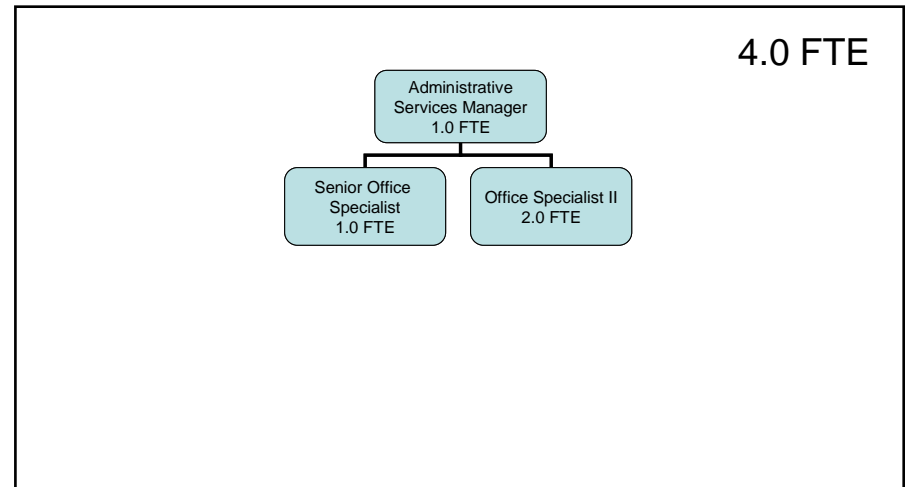 4.0 FTE
Administrative
Services Manager
1.0 FTE
Senior Office
Specialist
1.0 FTE
Office Specialist II
2.0 FTE